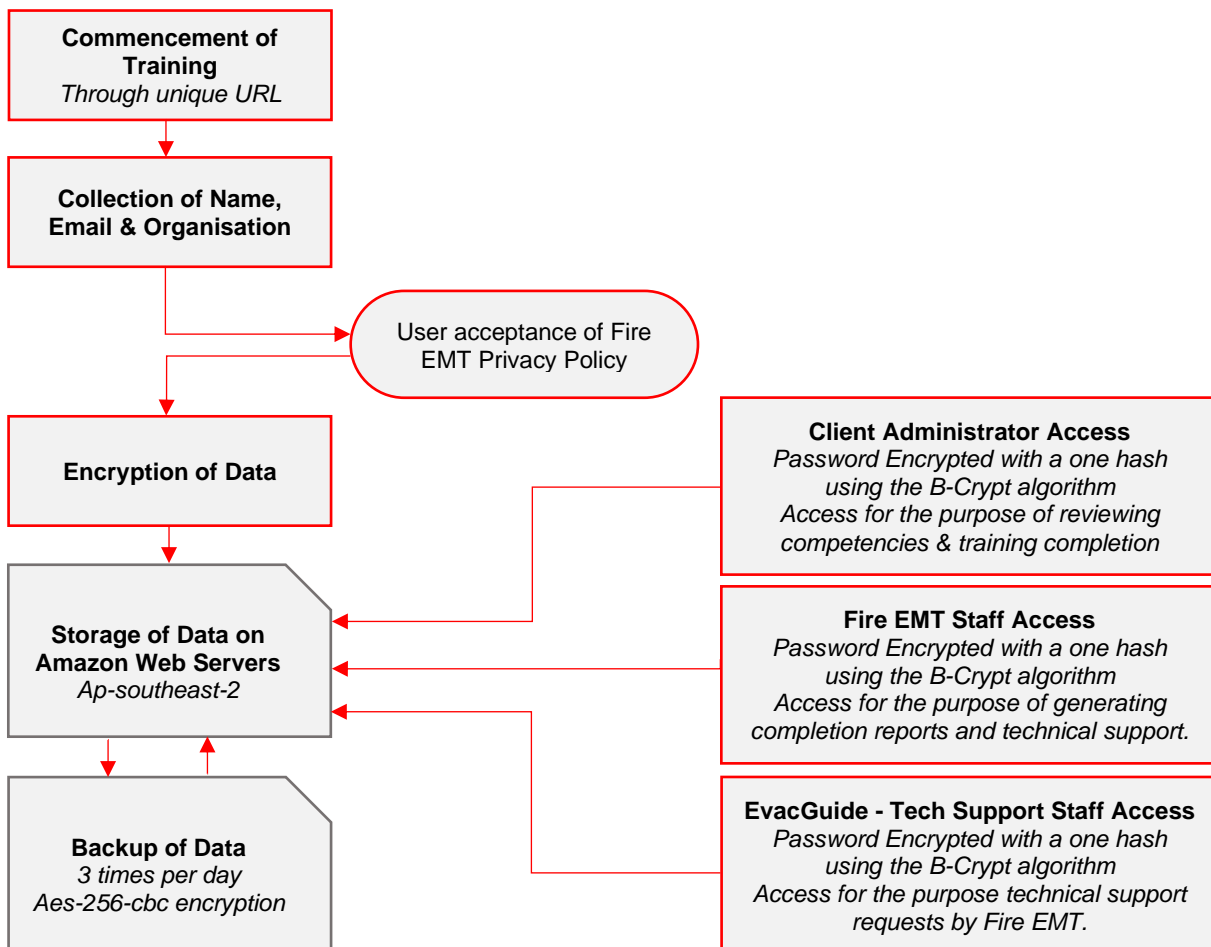 Commencement of
Training
Through unique URL
Collection of Name,
Email & Organisation
User acceptance of Fire
EMT Privacy Policy
Encryption of Data
Storage of Data on
Amazon Web Servers
Ap-southeast-2
Backup of Data
3 times per day
Aes-256-cbc encryption
Client Administrator Access
Password Encrypted with a one hash
using the B-Crypt algorithm
Access for the purpose of reviewing
competencies & training completion
Fire EMT Staff Access
Password Encrypted with a one hash
using the B-Crypt algorithm
Access for the purpose of generating
completion reports and technical support.
EvacGuide - Tech Support Staff Access
Password Encrypted with a one hash
using the B-Crypt algorithm
Access for the purpose technical support
requests by Fire EMT.